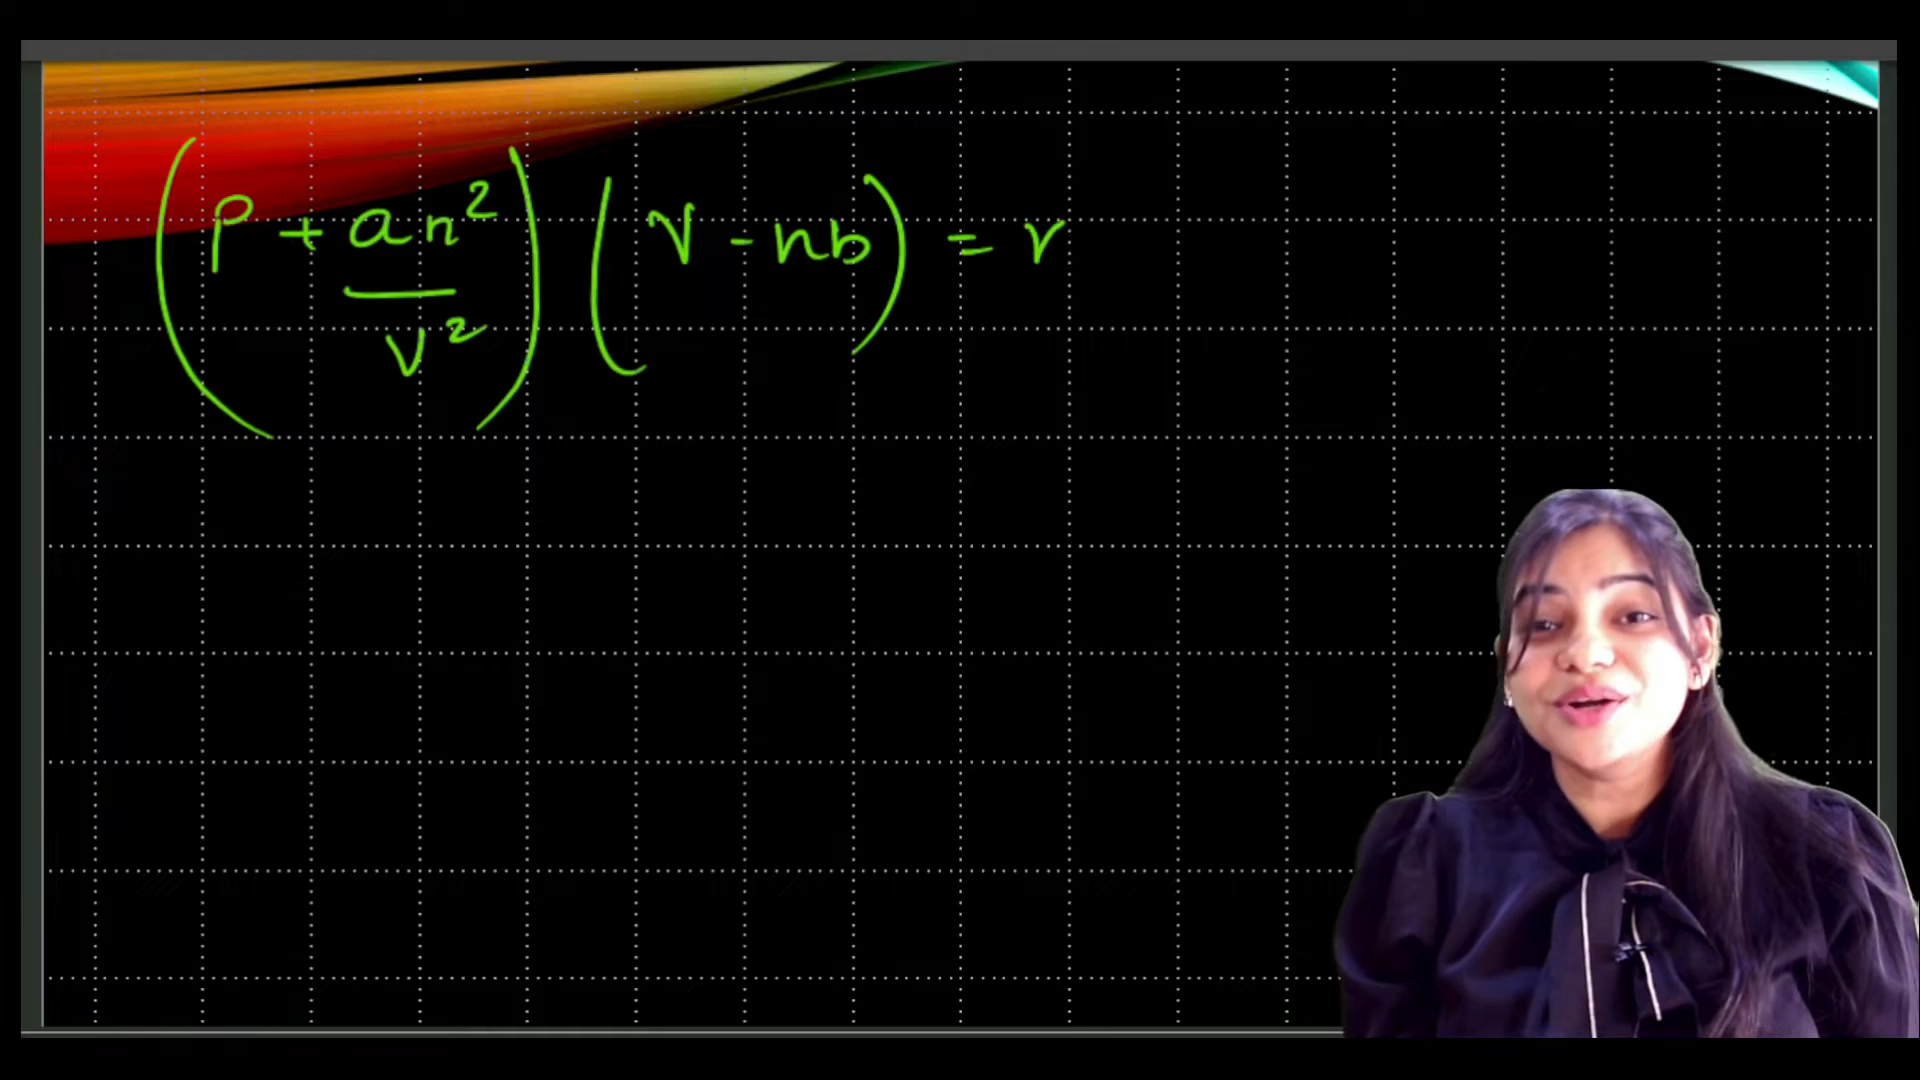 (P + an²/V²) (V - nb) = r